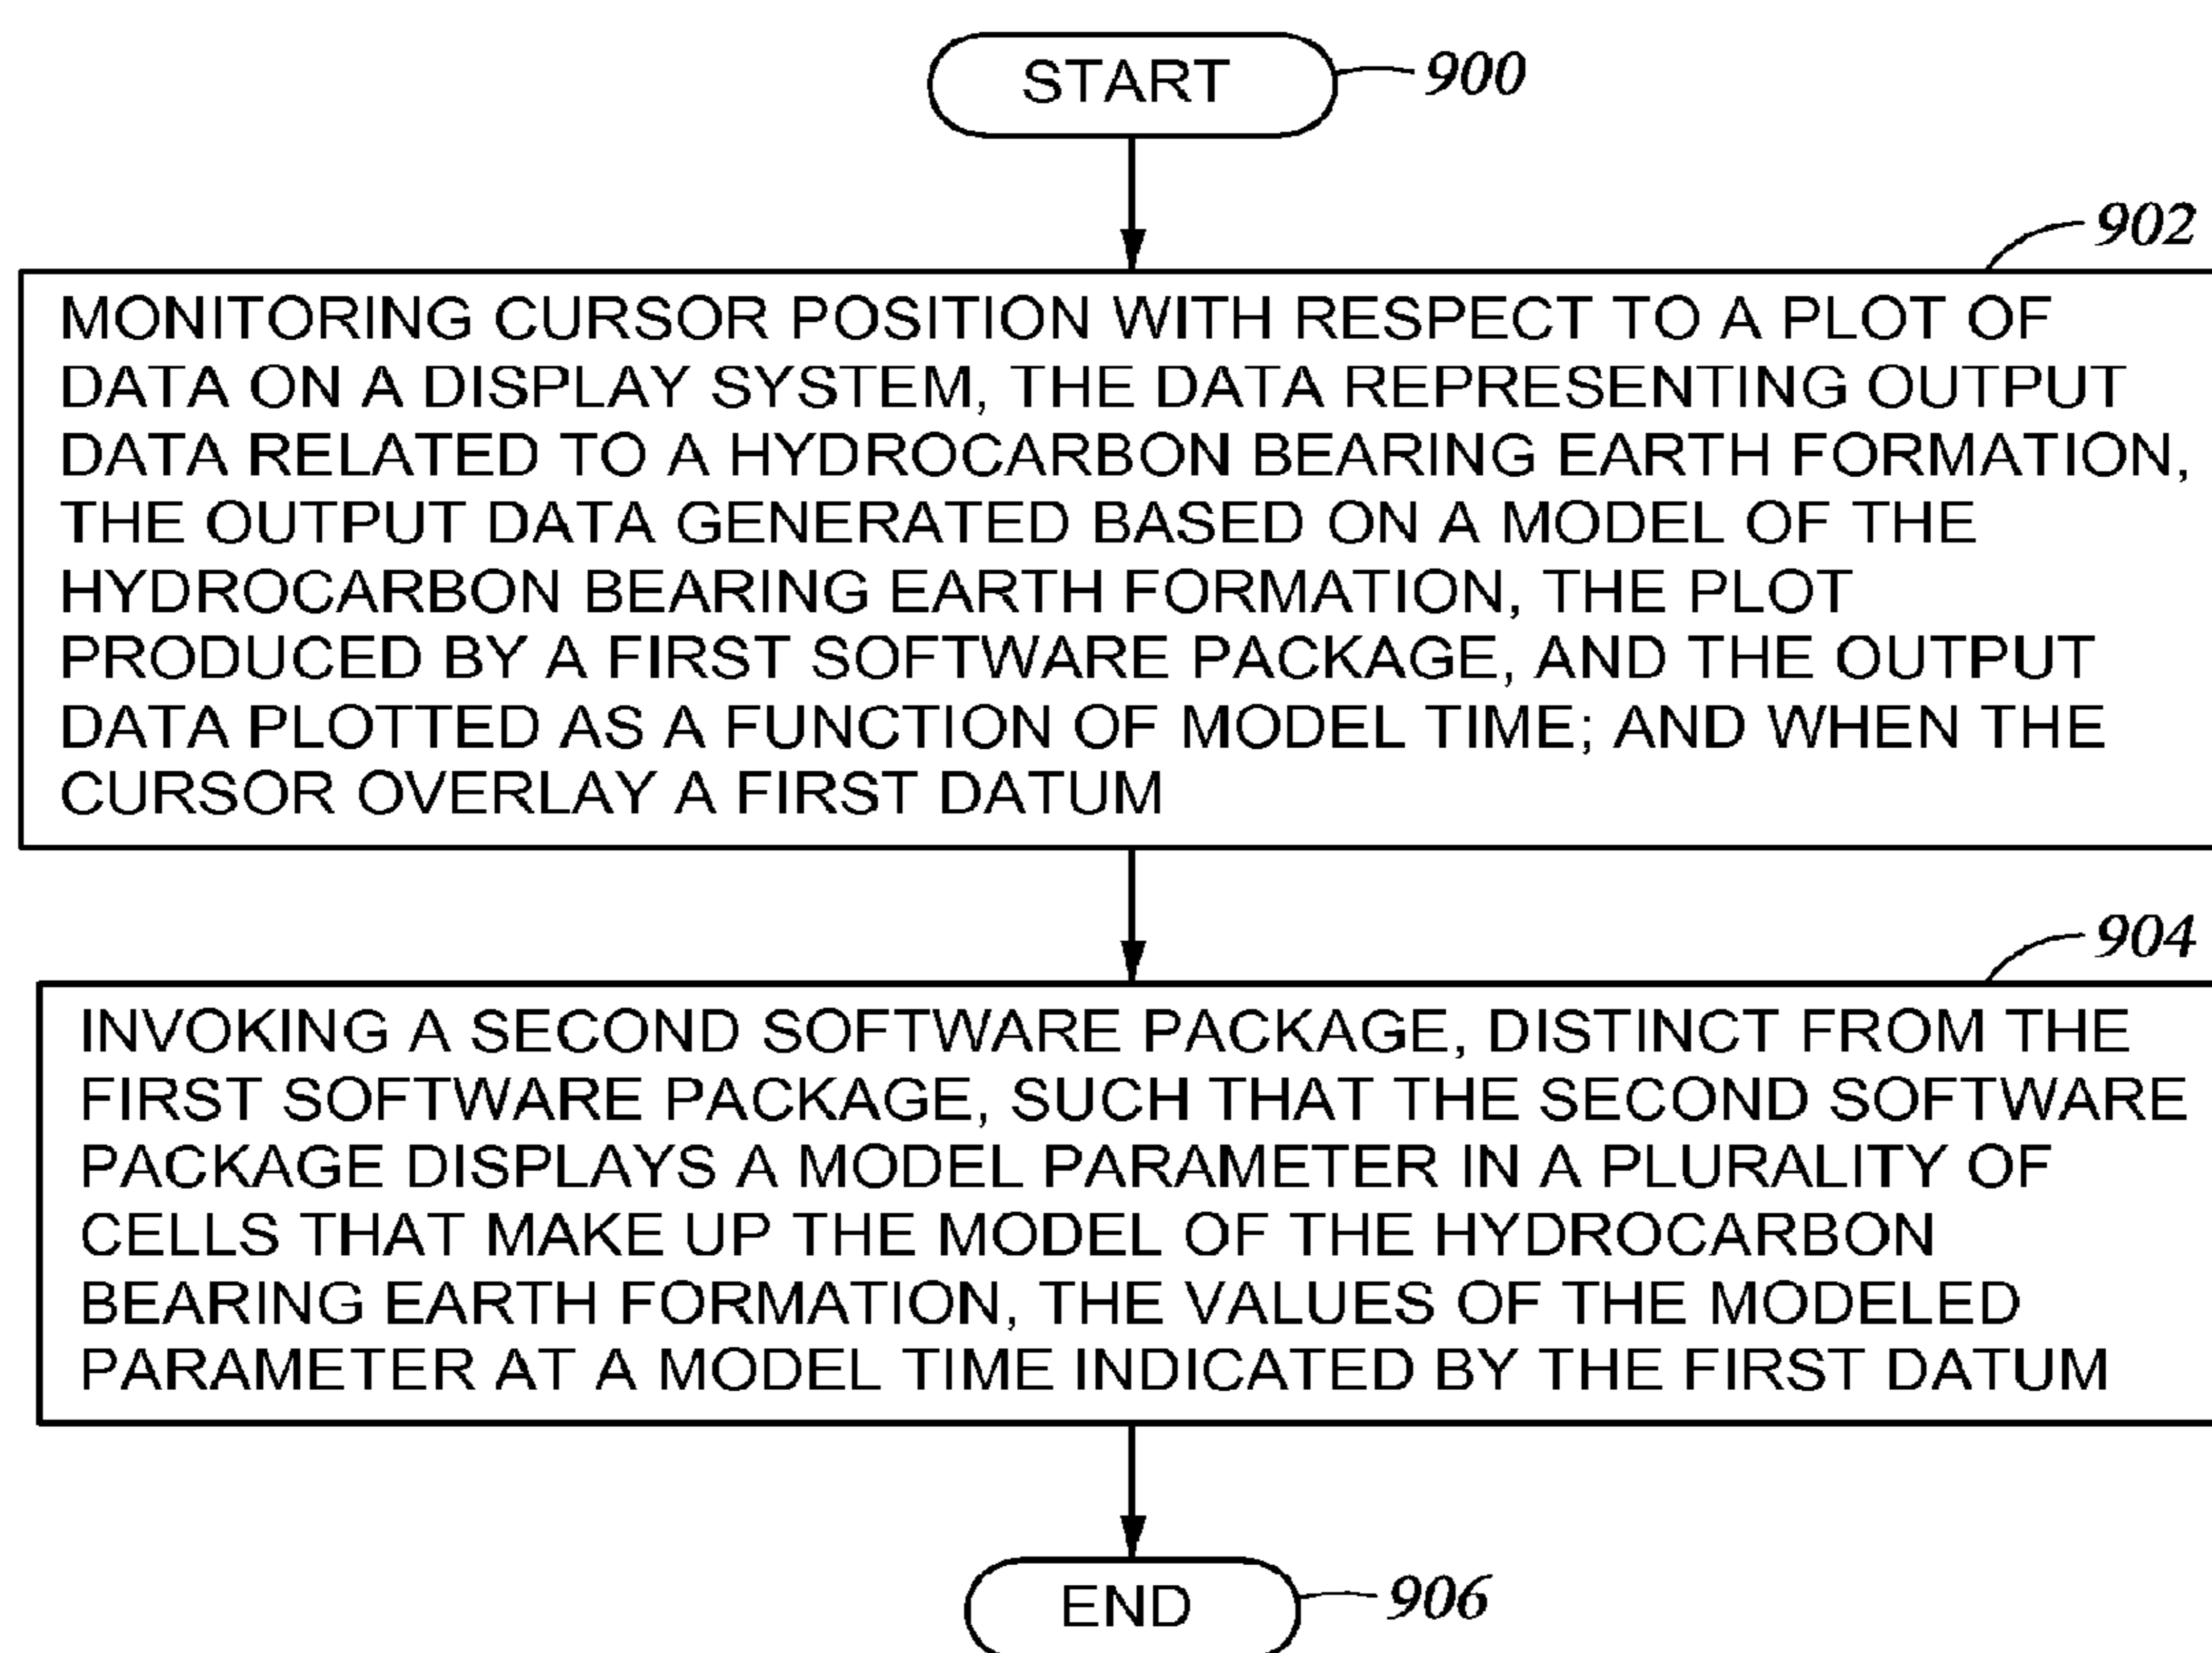 START
900
902
MONITORING CURSOR POSITION WITH RESPECT TO A PLOT OF
DATA ON A DISPLAY SYSTEM, THE DATA REPRESENTING OUTPUT
DATA RELATED TO A HYDROCARBON BEARING EARTH FORMATION,
THE OUTPUT DATA GENERATED BASED ON A MODEL OF THE
HYDROCARBON BEARING EARTH FORMATION, THE PLOT
PRODUCED BY A FIRST SOFTWARE PACKAGE, AND THE OUTPUT
DATA PLOTTED AS A FUNCTION OF MODEL TIME; AND WHEN THE
CURSOR OVERLAY A FIRST DATUM
904
INVOKING A SECOND SOFTWARE PACKAGE, DISTINCT FROM THE
FIRST SOFTWARE PACKAGE, SUCH THAT THE SECOND SOFTWARE
PACKAGE DISPLAYS A MODEL PARAMETER IN A PLURALITY OF
CELLS THAT MAKE UP THE MODEL OF THE HYDROCARBON
BEARING EARTH FORMATION, THE VALUES OF THE MODELED
PARAMETER AT A MODEL TIME INDICATED BY THE FIRST DATUM
END
906